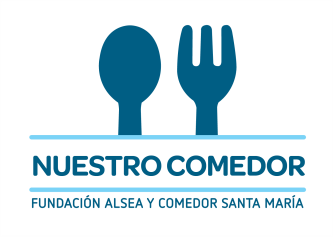 NUESTRO COMEDOR
FUNDACIÓN ALSEA Y COMEDOR SANTA MARÍA